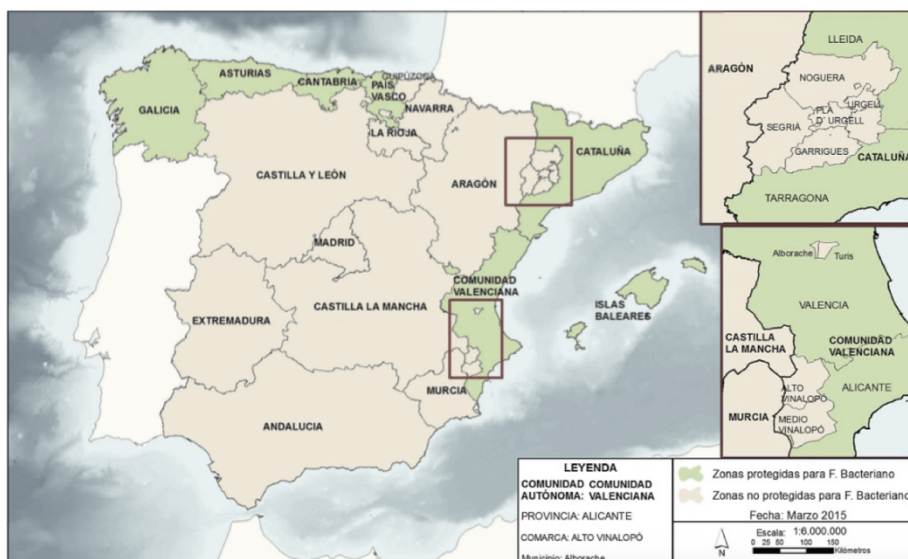 GALICIA
ASTURIAS
CANTABRIA
PAÍS
VASCO
GUIPÚZCOA
NAVARRA
LA RIOJA
CASTILLA Y LEÓN
ARAGÓN
CATALUÑA
MADRID
EXTREMADURA
CASTILLA LA MANCHA
COMUNIDAD
VALENCIANA
ISLAS
BALEARES
MURCIA
ANDALUCIA
ARAGÓN
LLEIDA
NOGUERA
URGELL
PLA
D´URGELL
SEGRIÀ
GARRIGUES
CATALUÑA
TARRAGONA
Alborache
Turis
VALENCIA
CASTILLA
LA MANCHA
COMUNIDAD
VALENCIANA
ALTO
VINALOPÓ
ALICANTE
MURCIA
MEDIO
VINALOPÓ
LEYENDA
COMUNIDAD COMUNIDAD
AUTÓNOMA: VALENCIANA
PROVINCIA: ALICANTE
COMARCA: ALTO VINALOPÓ
Municipio: Alborache
Zonas protegidas para F. Bacteriano
Zonas no protegidas para F. Bacteriano
Fecha: Marzo 2015
Escala: 1:6.000.000
0 25 50 100 150
Kilómetros
N